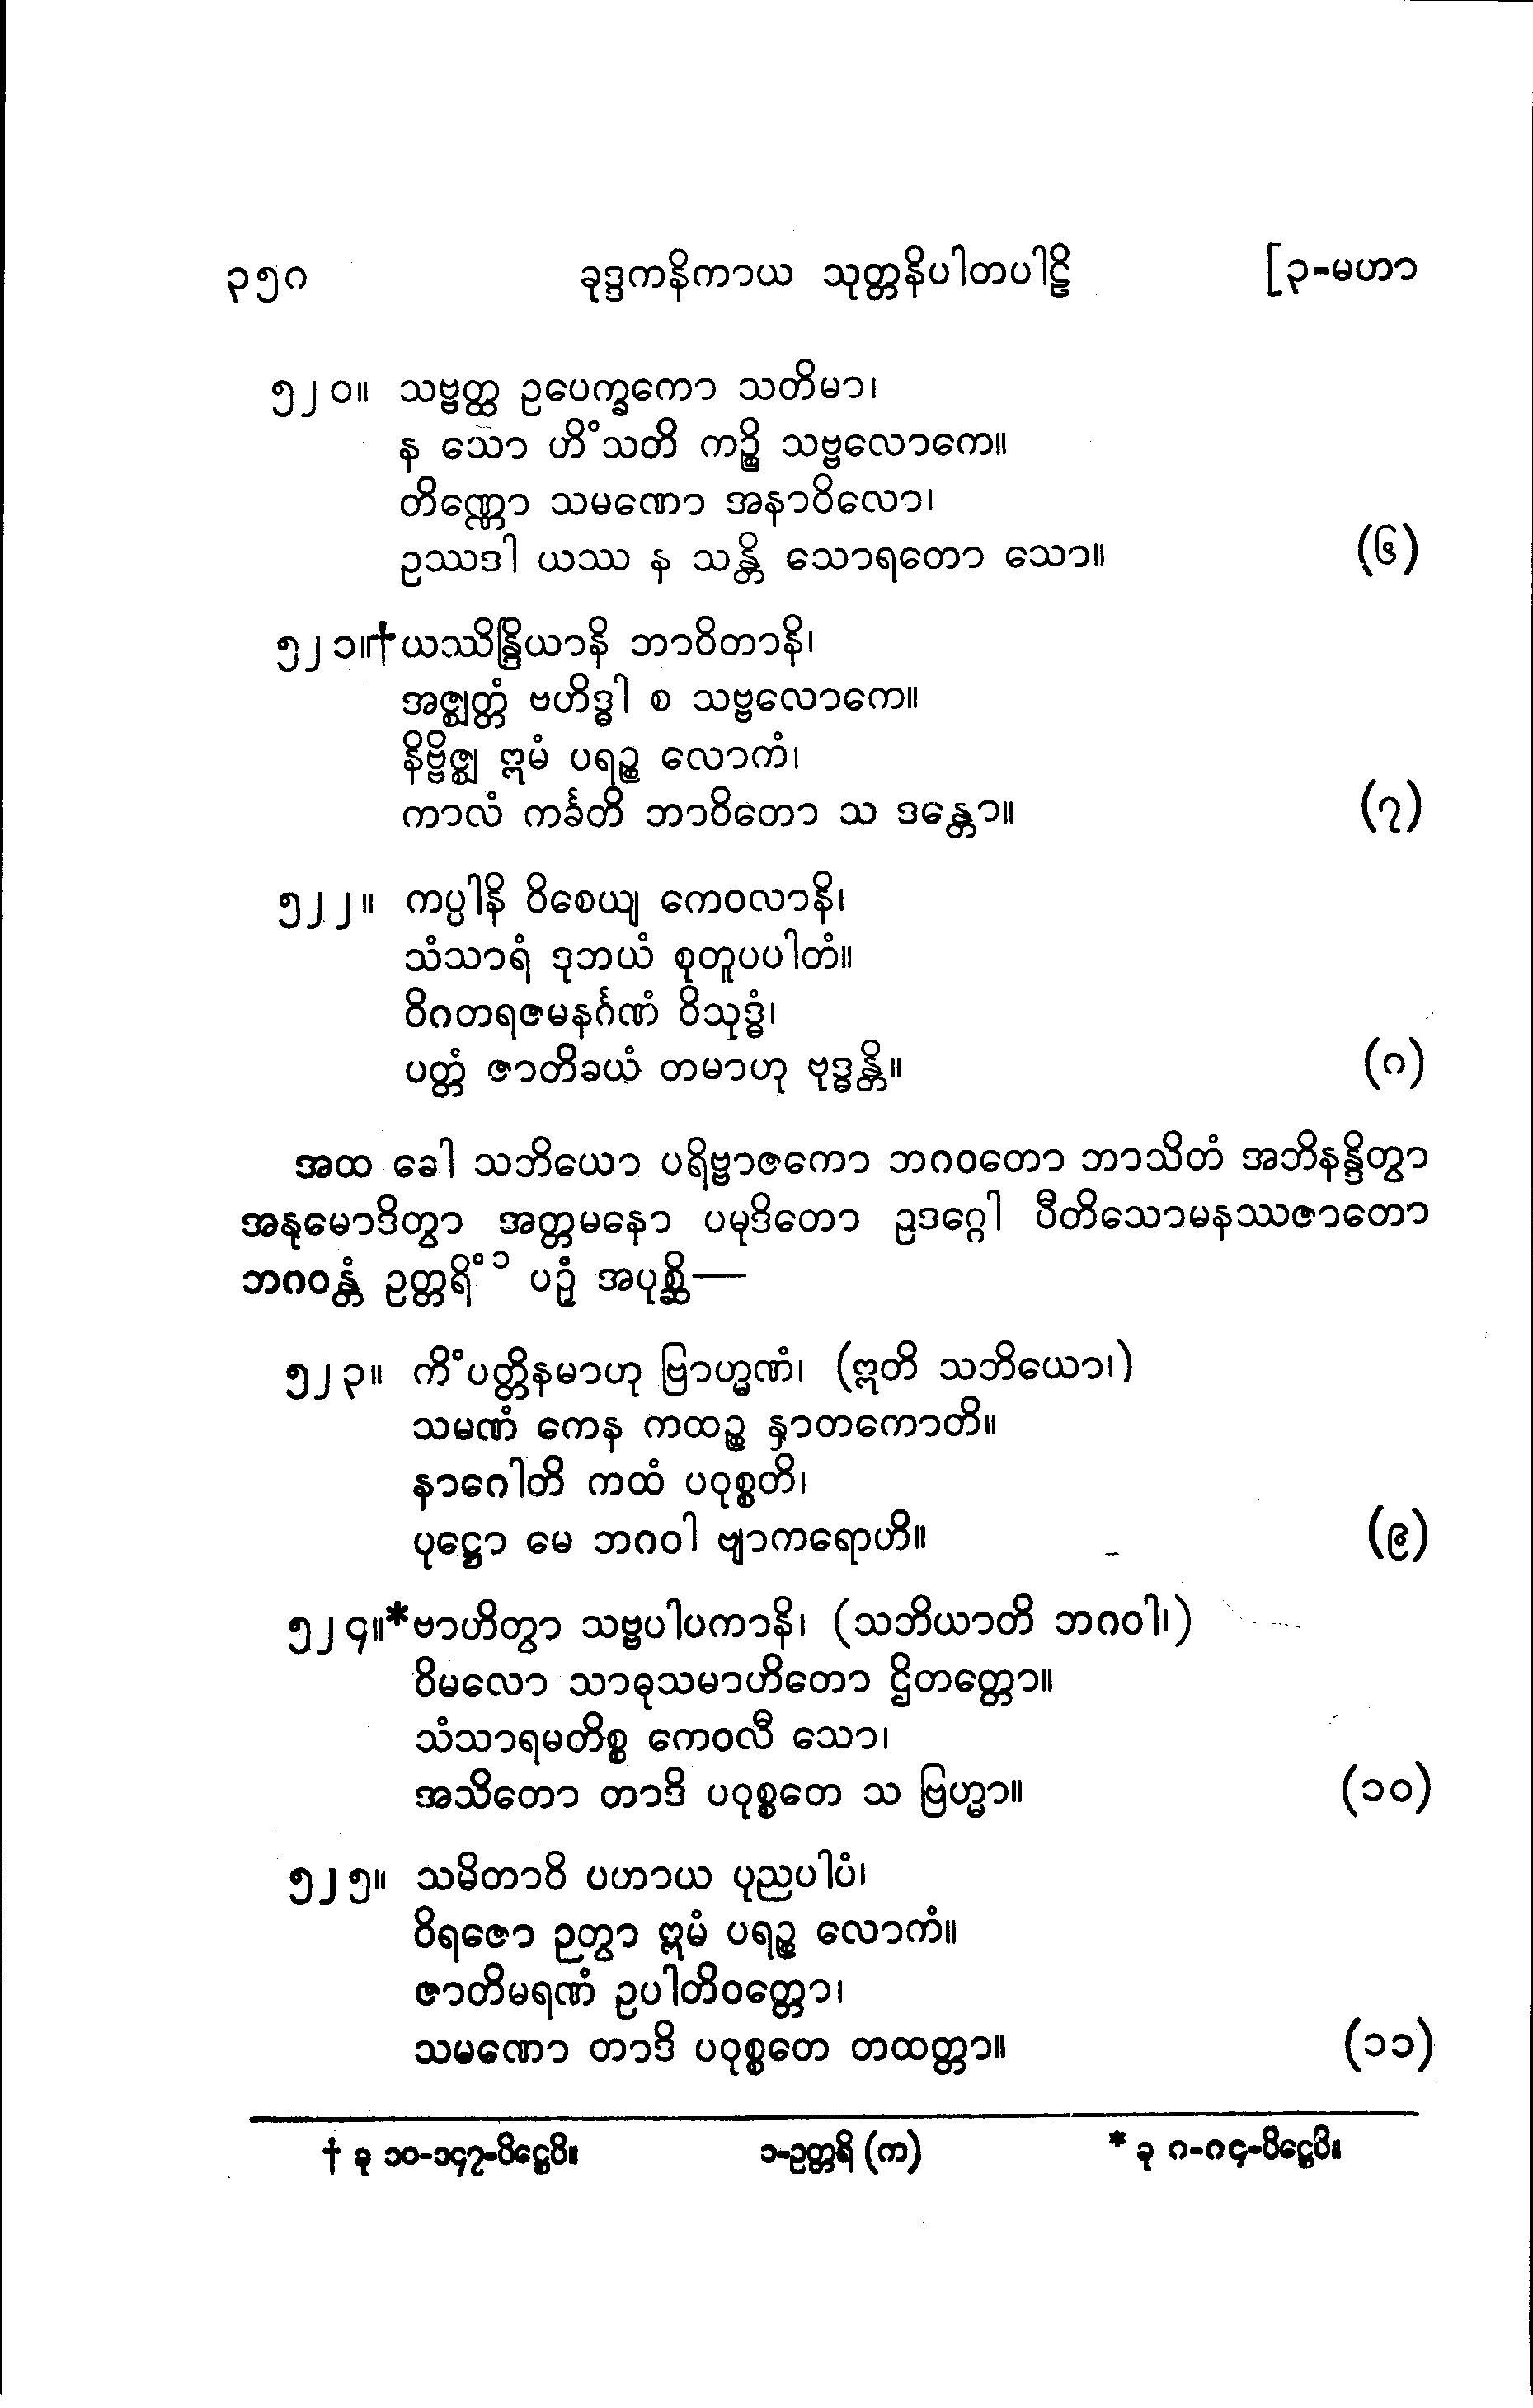 ၃၅၈ ခုဒ္ဒကနိကာယ သုတ္တနိပါတပါဠိ [၃-မဟာ
၅၂၀။ သဗ္ဗတ္ထ ဥပေက္ခကော သတိမာ၊
န သော ဟိံသတိ ကဉ္စိ သဗ္ဗလောကေ။
တိဏ္ဏော သမဏော အနာဝိလော၊
ဥဿဒါ ယဿ န သန္တိ သောရတော သော။ (၆)
၅၂၁။†ယဿိန္ဒြိယာနိ ဘာဝိတာနိ၊
အဇ္ဈတ္တံ ဗဟိဒ္ဓါ စ သဗ္ဗလောကေ။
နိဗ္ဗိဇ္ဈ ဣမံ ပရဉ္စ လောကံ၊
ကာလံ ကင်္ခတိ ဘာဝိတော သ ဒန္တော။ (၇)
၅၂၂။ ကပ္ပါနိ ဝိစေယျ ကေဝလာနိ၊
သံသာရံ ဒုဘယံ စုတူပပါတံ။
ဝိဂတရဇမနင်္ဂဏံ ဝိသုဒ္ဓံ၊
ပတ္တံ ဇာတိခယံ တမာဟု ဗုဒ္ဓန္တိ။ (၈)
အထ ခေါ သဘိယော ပရိဗ္ဗာဇကော ဘဂဝတော ဘာသိတံ အဘိနန္ဒိတွာ
အနုမောဒိတွာ အတ္တမနော ပမုဒိတော ဥဒဂ္ဂေါ ပီတိသောမနဿဇာတော
ဘဂဝန္တံ ဥတ္တရိံ ၁ ပဉှံ အပုစ္ဆိ—
၅၂၃။ ကိံပတ္တိနမာဟု ဗြာဟ္မဏံ၊ (ဣတိ သဘိယော၊)
သမဏံ ကေန ကထဉ္စ နှာတကောတိ။
နာဂေါတိ ကထံ ပဝုစ္စတိ၊
ပုဋ္ဌော မေ ဘဂဝါ ဗျာကရောဟိ။ (၉)
၅၂၄။*ဗာဟိတွာ သဗ္ဗပါပကာနိ၊ (သဘိယာတိ ဘဂဝါ၊)
ဝိမလော သာဓုသမာဟိတော ဌိတတ္တော။
သံသာရမတိစ္စ ကေဝလီ သော၊
အသိတော တာဒိ ပဝုစ္စတေ သ ဗြဟ္မာ။ (၁၀)
၅၂၅။ သမိတာဝိ ပဟာယ ပုညပါပံ၊
ဝိရဇော ဉတွာ ဣမံ ပရဉ္စ လောကံ။
ဇာတိမရဏံ ဥပါတိဝတ္တော၊
သမဏော တာဒိ ပဝုစ္စတေ တထတ္တာ။ (၁၁)
† ခု ၁၀-၁၄၇-ပိဋ္ဌေပိ။ ၁-ဥတ္တရိ (က) * ခု ၈-၈၄-ပိဋ္ဌေပိ။